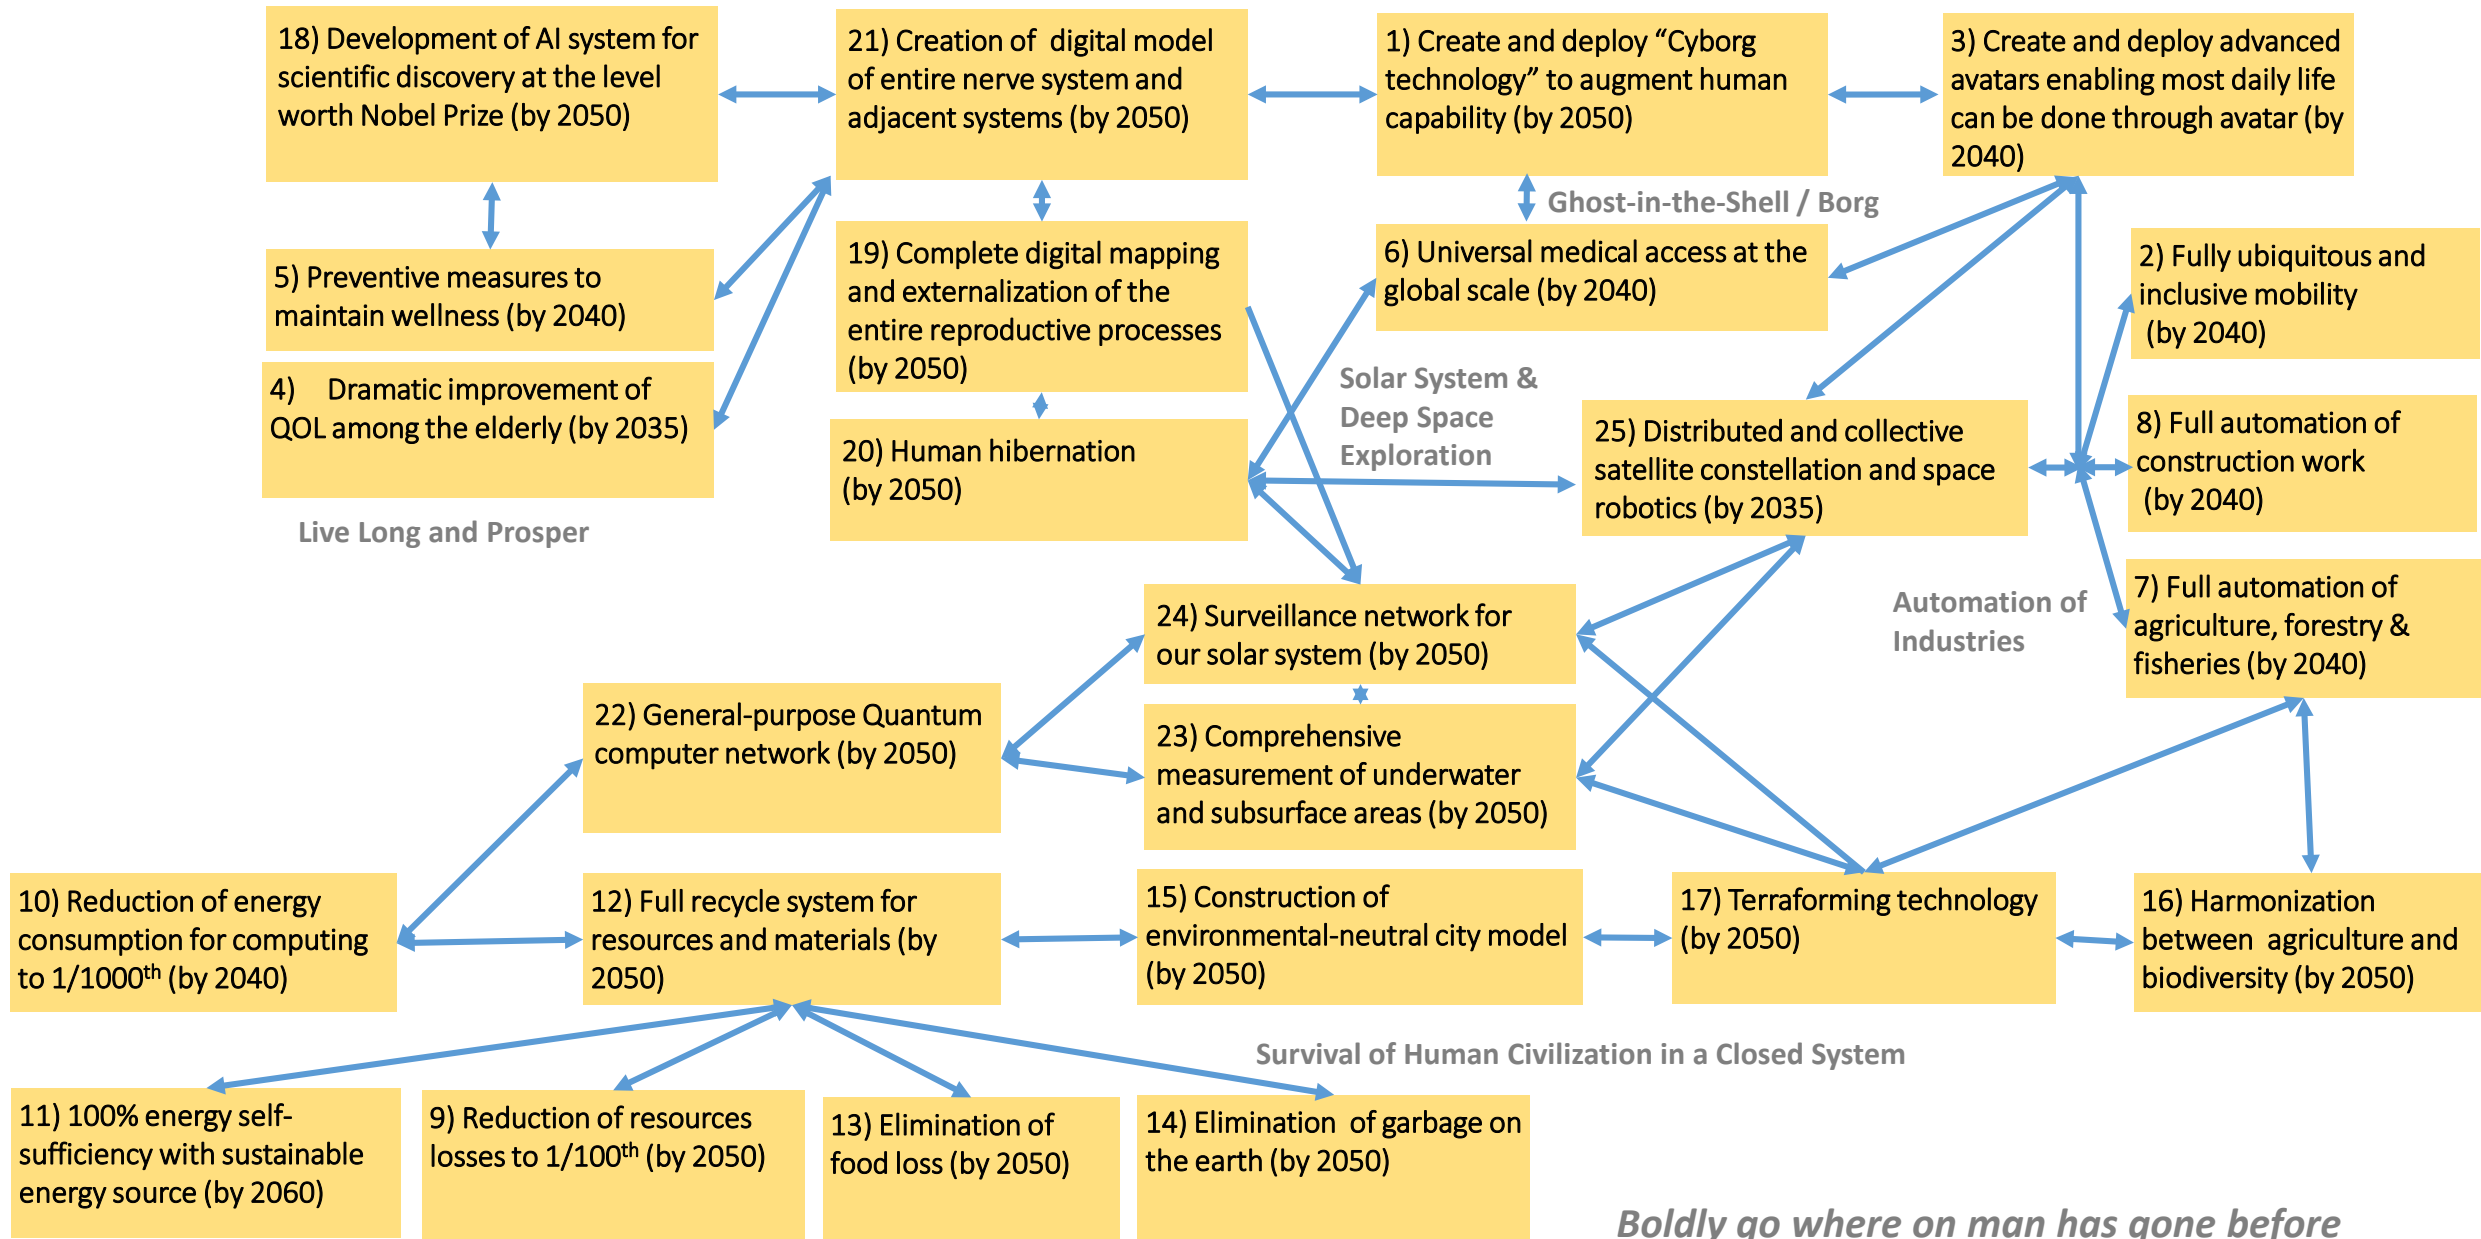 18) Development of AI system for
scientific discovery at the level
worth Nobel Prize (by 2050)
21) Creation of  digital model
of entire nerve system and
adjacent systems (by 2050)
1) Create and deploy “Cyborg
technology” to augment human
capability (by 2050)
3) Create and deploy advanced
avatars enabling most daily life
can be done through avatar (by
2040)
Ghost-in-the-Shell / Borg
5) Preventive measures to
maintain wellness (by 2040)
19) Complete digital mapping
and externalization of the
entire reproductive processes
(by 2050)
6) Universal medical access at the
global scale (by 2040)
2) Fully ubiquitous and
inclusive mobility
(by 2040)
4)    Dramatic improvement of
QOL among the elderly (by 2035)
Solar System &
Deep Space
Exploration
20) Human hibernation
(by 2050)
25) Distributed and collective
satellite constellation and space
robotics (by 2035)
8) Full automation of
construction work
(by 2040)
Live Long and Prosper
24) Surveillance network for
our solar system (by 2050)
Automation of
Industries
7) Full automation of
agriculture, forestry &
fisheries (by 2040)
22) General-purpose Quantum
computer network (by 2050)
23) Comprehensive
measurement of underwater
and subsurface areas (by 2050)
10) Reduction of energy
consumption for computing
to 1/1000th (by 2040)
12) Full recycle system for
resources and materials (by
2050)
15) Construction of
environmental-neutral city model
(by 2050)
17) Terraforming technology
(by 2050)
16) Harmonization
between  agriculture and
biodiversity (by 2050)
Survival of Human Civilization in a Closed System
11) 100% energy self-
sufficiency with sustainable
energy source (by 2060)
9) Reduction of resources
losses to 1/100th (by 2050)
13) Elimination of
food loss (by 2050)
14) Elimination  of garbage on
the earth (by 2050)
Boldly go where on man has gone before